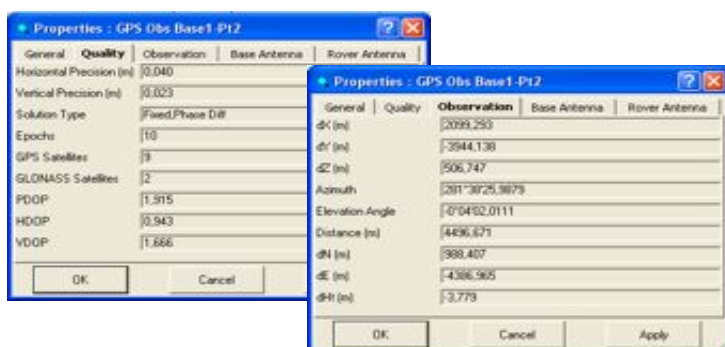 Properties : GPS Obs Base1-Pt2
General Quality Observation Base Antenna Rover Antenna
Horizontal Precision (m) 0,040
Vertical Precision (m) 0,023
Solution Type Fixed,Phase Diff
Epochs 10
GPS Satellites 9
GLONASS Satellites 2
PDOP 1,915
HDOP 0,943
VDOP 1,666
OK Cancel
Properties : GPS Obs Base1-Pt2
General Quality Observation Base Antenna Rover Antenna
dX (m) 2099,293
dY (m) -3944,138
dZ (m) 506,747
Azimuth 281°38'25,9879
Elevation Angle -0°04'02,0111
Distance (m) 4496,671
dN (m) 988,407
dE (m) -4386,965
dHt (m) -3,779
OK Cancel Apply